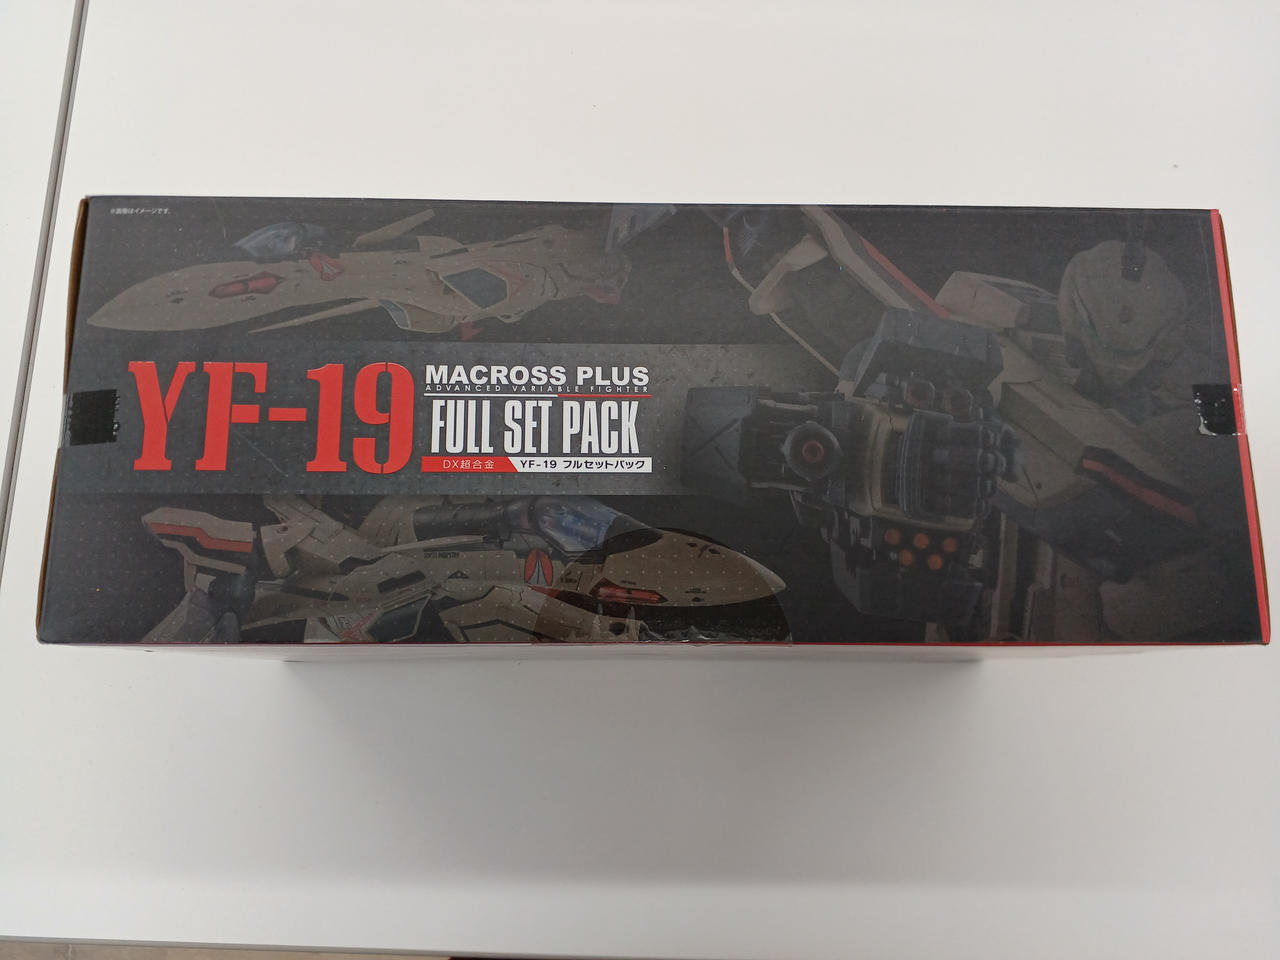 ※画像はイメージです。
YF-19
MACROSS PLUS
ADVANCED VARIABLE FIGHTER
FULL SET PACK
DX超合金
YF-19 フルセットパック